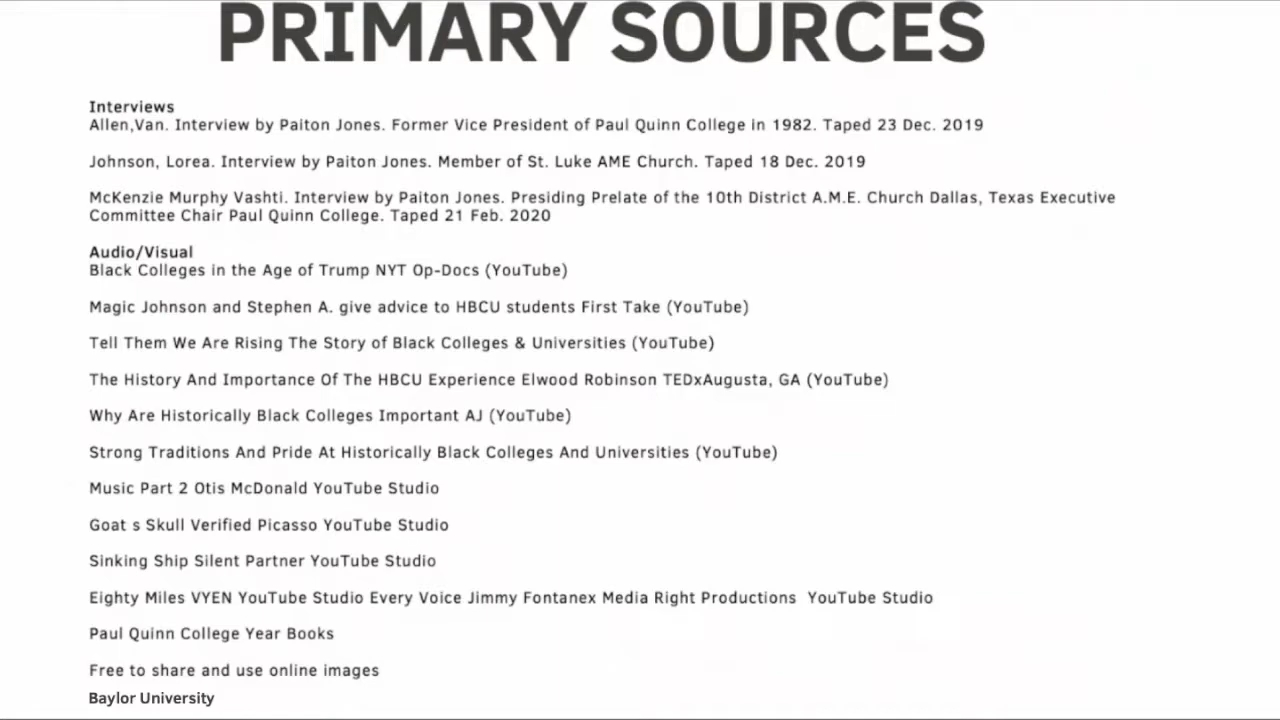 PRIMARY SOURCES
Interviews
Allen,Van. Interview by Paiton Jones. Former Vice President of Paul Quinn College in 1982. Taped 23 Dec. 2019
Johnson, Lorea. Interview by Paiton Jones. Member of St. Luke AME Church. Taped 18 Dec. 2019
McKenzie Murphy Vashti. Interview by Paiton Jones. Presiding Prelate of the 10th District A.M.E. Church Dallas, Texas Executive
Committee Chair Paul Quinn College. Taped 21 Feb. 2020
Audio/Visual
Black Colleges in the Age of Trump NYT Op-Docs (YouTube)
Magic Johnson and Stephen A. give advice to HBCU students First Take (YouTube)
Tell Them We Are Rising The Story of Black Colleges & Universities (YouTube)
The History And Importance Of The HBCU Experience Elwood Robinson TEDxAugusta, GA (YouTube)
Why Are Historically Black Colleges Important AJ (YouTube)
Strong Traditions And Pride At Historically Black Colleges And Universities (YouTube)
Music Part 2 Otis McDonald YouTube Studio
Goat s Skull Verified Picasso YouTube Studio
Sinking Ship Silent Partner YouTube Studio
Eighty Miles VYEN YouTube Studio Every Voice Jimmy Fontanex Media Right Productions  YouTube Studio
Paul Quinn College Year Books
Free to share and use online images
Baylor University